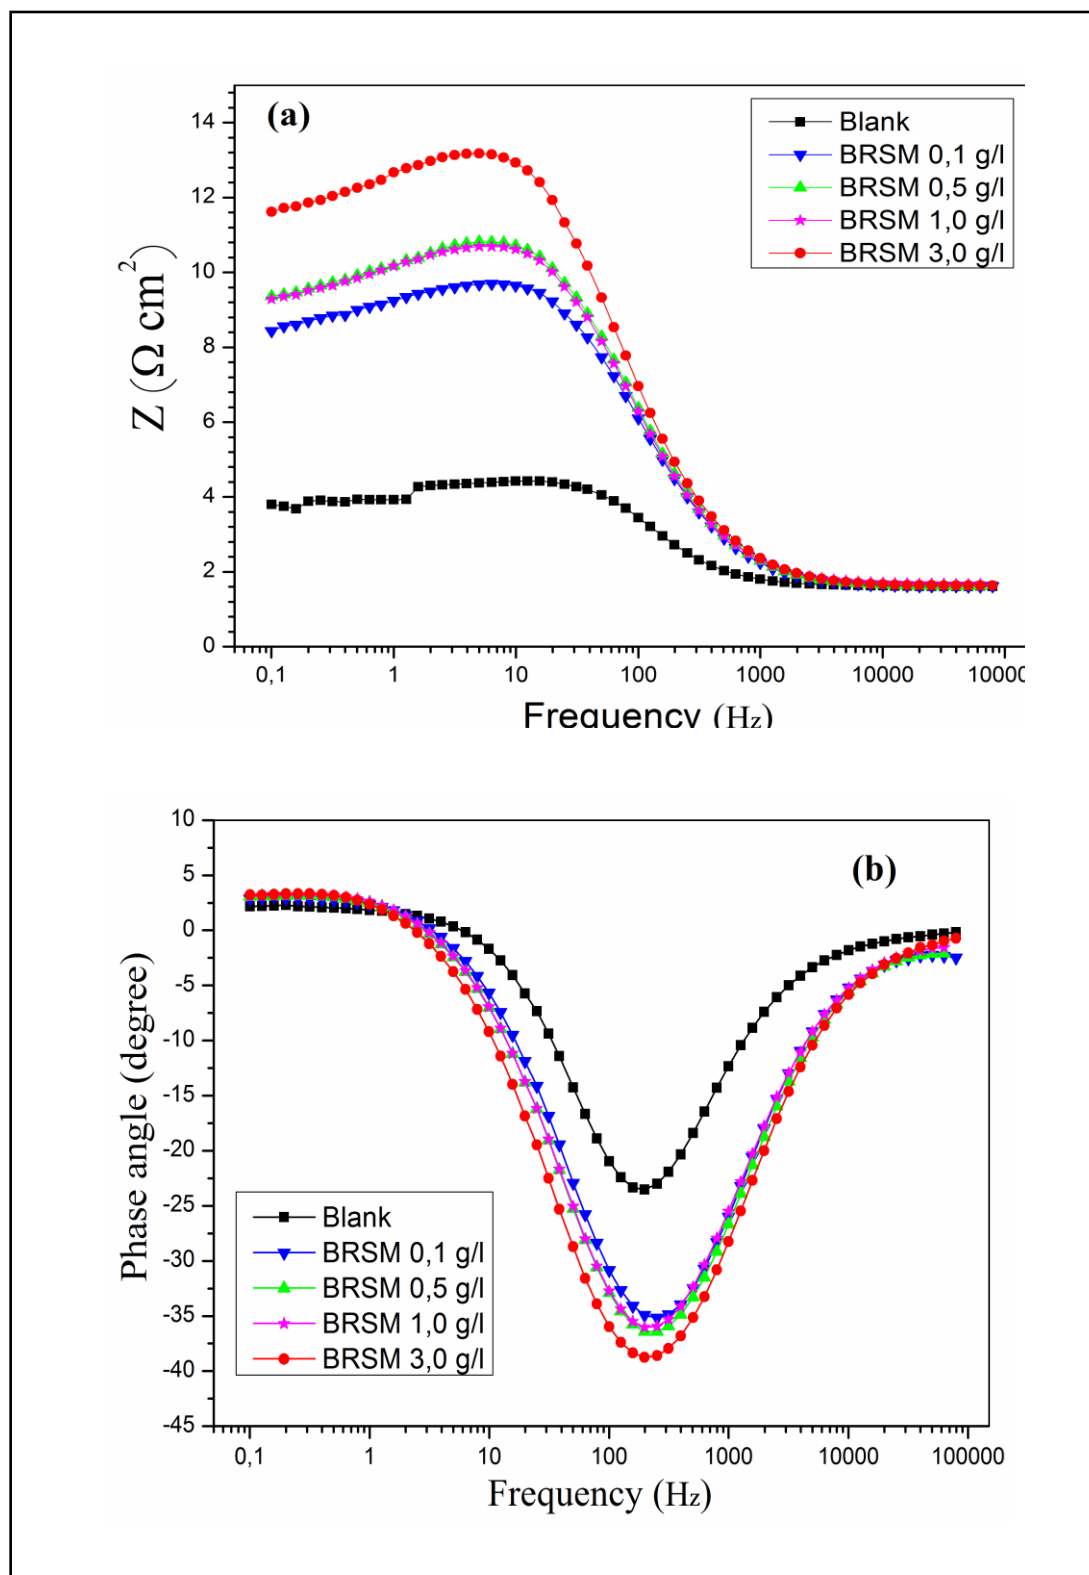 (a)
Blank
BRSM 0,1 g/l
BRSM 0,5 g/l
BRSM 1,0 g/l
BRSM 3,0 g/l
Z (Ω cm²)
14
12
10
8
6
4
2
0
0,1 1 10 100 1000 10000 10000
Frequency (Hz)
(b)
10
5
0
-5
-10
-15
-20
-25
-30
-35
-40
-45
Phase angle (degree)
Blank
BRSM 0,1 g/l
BRSM 0,5 g/l
BRSM 1,0 g/l
BRSM 3,0 g/l
0,1 1 10 100 1000 10000 100000
Frequency (Hz)